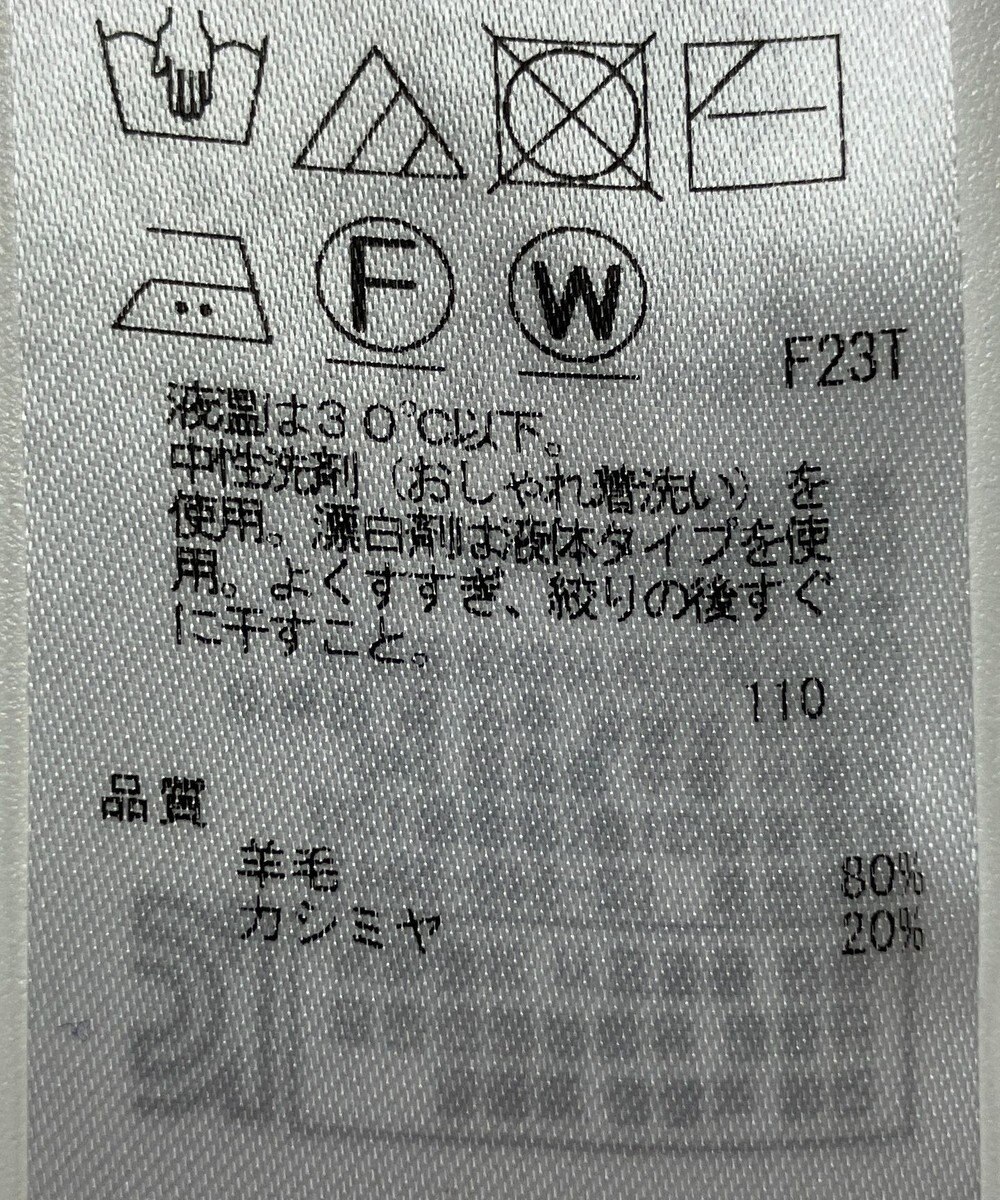 F W
F23T
液温は30℃以下。
中性洗剤(おしゃれ着洗い)を
使用。漂白剤は液体タイプを使
用。よくすすぎ、絞りの後すぐ
に干すこと。
110
品質
羊毛 80%
カシミヤ 20%